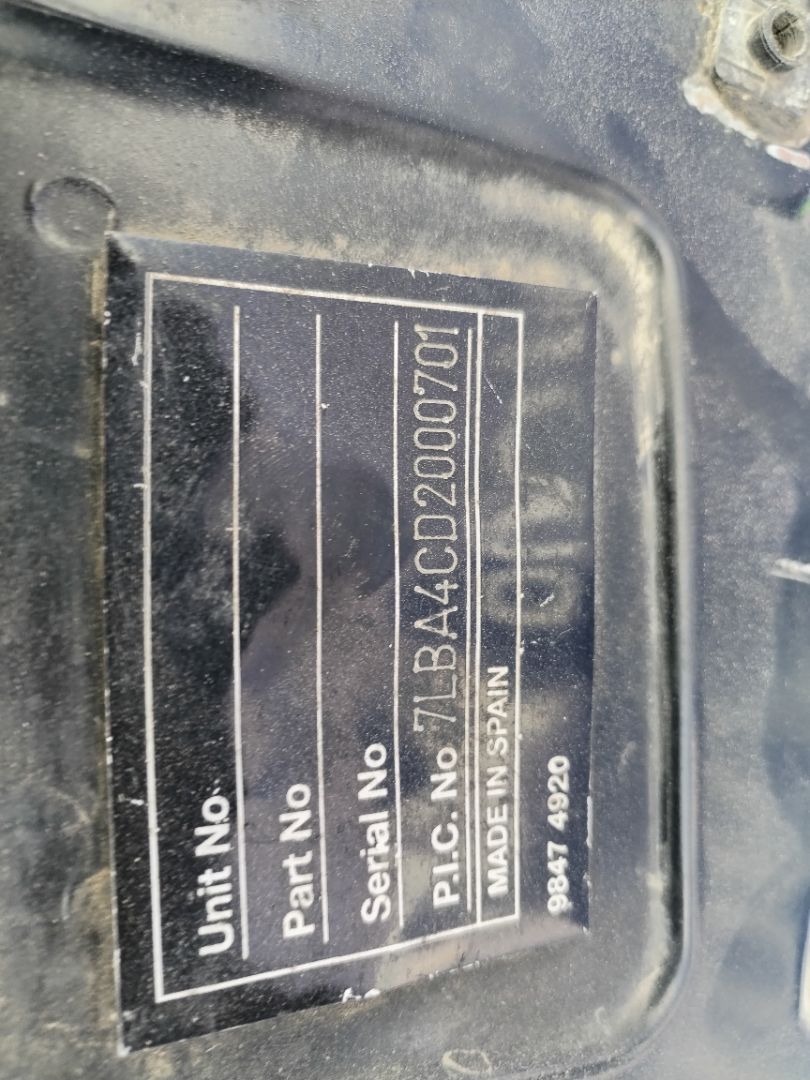 Unit No
Part No
Serial No
P.I.C. No 7LBA4CD2000701
MADE IN SPAIN
9847 4920